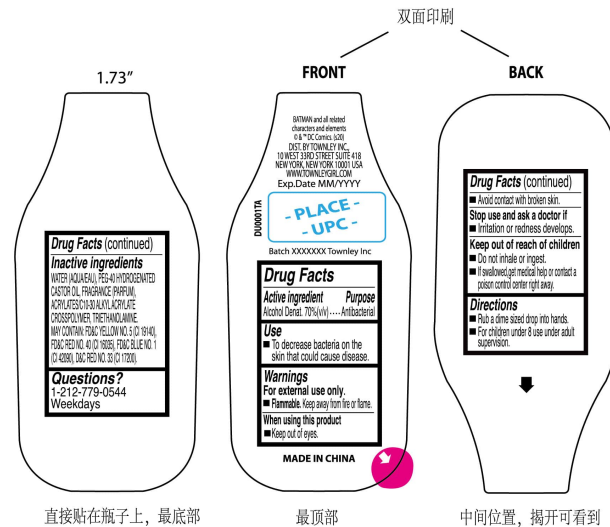 双面印刷
1.73”
FRONT
BACK
Drug Facts (continued)
Inactive ingredients
WATER (AQUA/EAU), PEG-40 HYDROGENATED
CASTOR OIL, FRAGRANCE (PARFUM),
ACRYLATES/C10-30 ALKYL ACRYLATE
CROSSPOLYMER, TRIETHANOLAMINE.
MAY CONTAIN: FD&C YELLOW NO. 5 (CI 19140),
FD&C RED NO. 40 (CI 16035), FD&C BLUE NO. 1
(CI 42090), D&C RED NO. 33 (CI 17200).
Questions?
1-212-779-0544
Weekdays
直接贴在瓶子上，最底部
BATMAN and all related
characters and elements
© & ™ DC Comics. (s20)
DIST. BY TOWNLEY INC.,
10 WEST 33RD STREET SUITE 418
NEW YORK, NEW YORK 10001 USA
WWW.TOWNLEYGIRL.COM
Exp.Date MM/YYYY
DU0001TA
- PLACE -
- UPC -
Batch XXXXXXX Townley Inc
Drug Facts
Active ingredient Purpose
Alcohol Denat. 70%(v/v)....Antibacterial
Use
■ To decrease bacteria on the
skin that could cause disease.
Warnings
For external use only.
■ Flammable. Keep away from fire or flame.
When using this product
■ Keep out of eyes.
MADE IN CHINA
最顶部
Drug Facts (continued)
■ Avoid contact with broken skin.
Stop use and ask a doctor if
■ Irritation or redness develops.
Keep out of reach of children
■ Do not inhale or ingest.
■ If swallowed,get medical help or contact a
poison control center right away.
Directions
■ Rub a dime sized drop into hands.
■ For children under 8 use under adult
supervision.
中间位置，揭开可看到